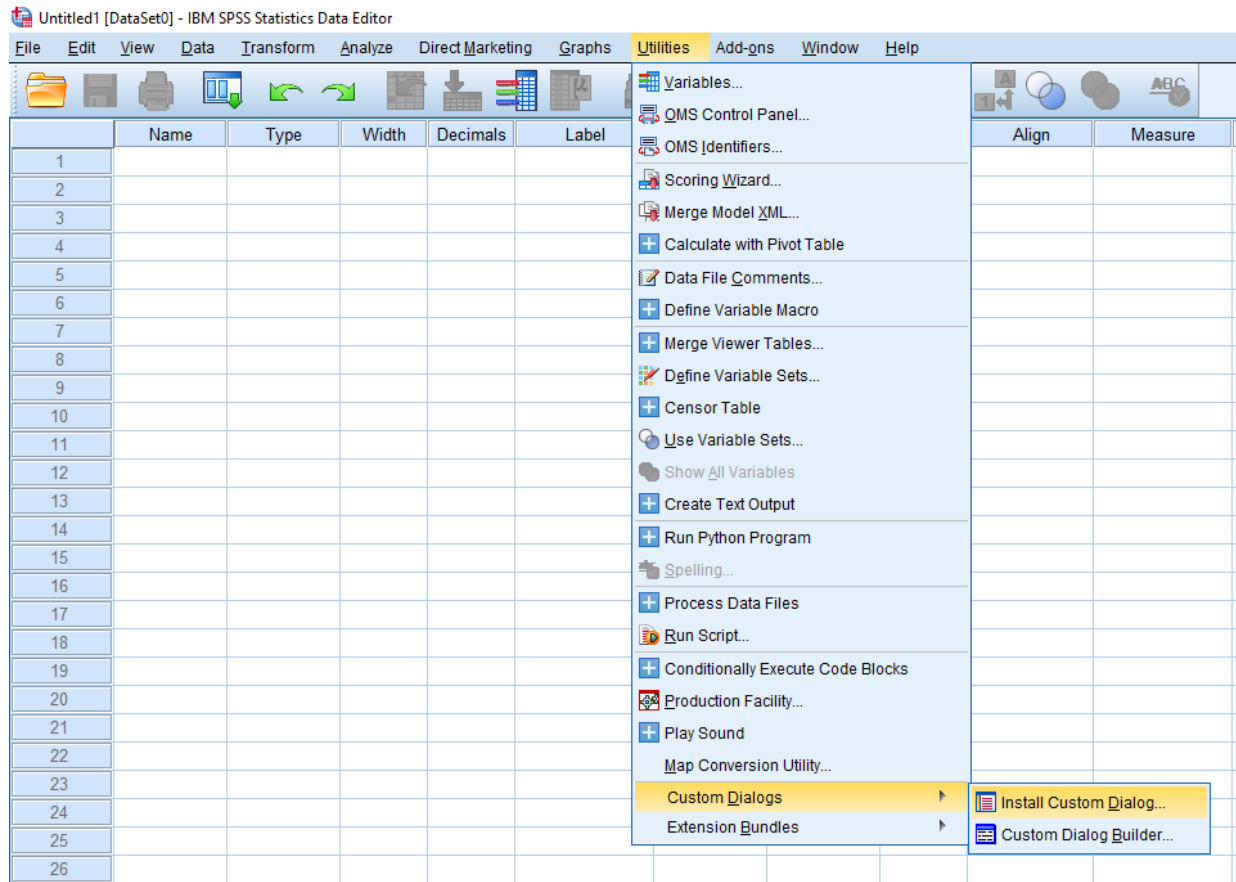 Untitled1 [DataSet0] - IBM SPSS Statistics Data Editor
File Edit View Data Transform Analyze Direct Marketing Graphs Utilities Add-ons Window Help
A
1
ABC
μ
Name Type Width Decimals Label Align Measure
Variables...
OMS Control Panel...
OMS Identifiers...
Scoring Wizard...
Merge Model XML...
Calculate with Pivot Table
Data File Comments...
Define Variable Macro
Merge Viewer Tables...
Define Variable Sets...
Censor Table
Use Variable Sets...
Show All Variables
Create Text Output
Run Python Program
Spelling...
Process Data Files
Run Script...
Conditionally Execute Code Blocks
Production Facility...
Play Sound
Map Conversion Utility...
Custom Dialogs
Extension Bundles
Install Custom Dialog...
Custom Dialog Builder...
1
2
3
4
5
6
7
8
9
10
11
12
13
14
15
16
17
18
19
20
21
22
23
24
25
26